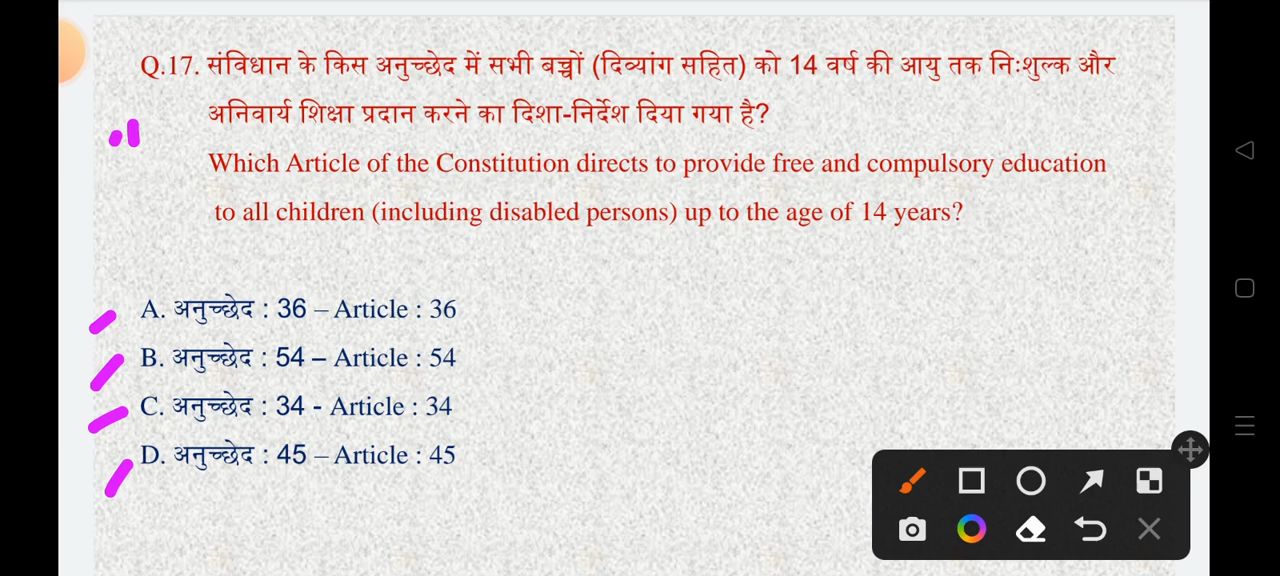 Q.17. संविधान के किस अनुच्छेद में सभी बच्चों (दिव्यांग सहित) को 14 वर्ष की आयु तक निःशुल्क और
अनिवार्य शिक्षा प्रदान करने का दिशा-निर्देश दिया गया है?
Which Article of the Constitution directs to provide free and compulsory education
to all children (including disabled persons) up to the age of 14 years?
A. अनुच्छेद : 36 – Article : 36
B. अनुच्छेद : 54 – Article : 54
C. अनुच्छेद : 34 - Article : 34
D. अनुच्छेद : 45 – Article : 45